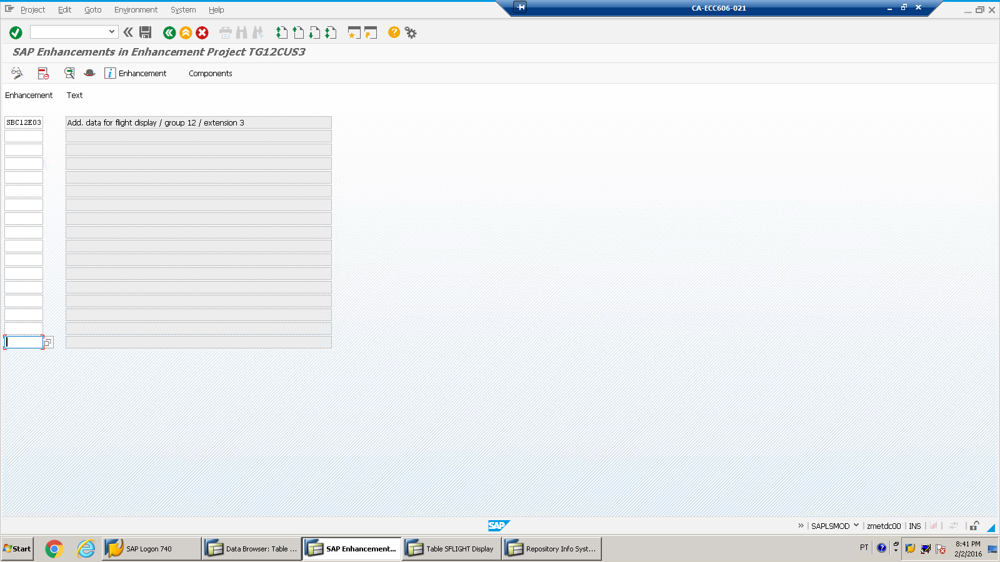 CA-ECC606-021
Project Edit Goto Environment System Help
SAP Enhancements in Enhancement Project TG12CUS3
Enhancement Components
Enhancement Text
SBC12E03 Add. data for flight display / group 12 / extension 3
SAP
SAPLSMOD zmetdc00 INS
Start SAP Logon 740 Data Browser: Table ... SAP Enhancement... Table SFLIGHT Display Repository Info Syst... PT 8:41 PM
2/2/2016